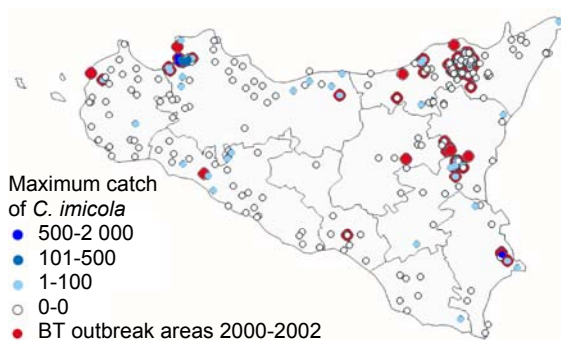 Maximum catch
of C. imicola
500-2 000
101-500
1-100
0-0
BT outbreak areas 2000-2002